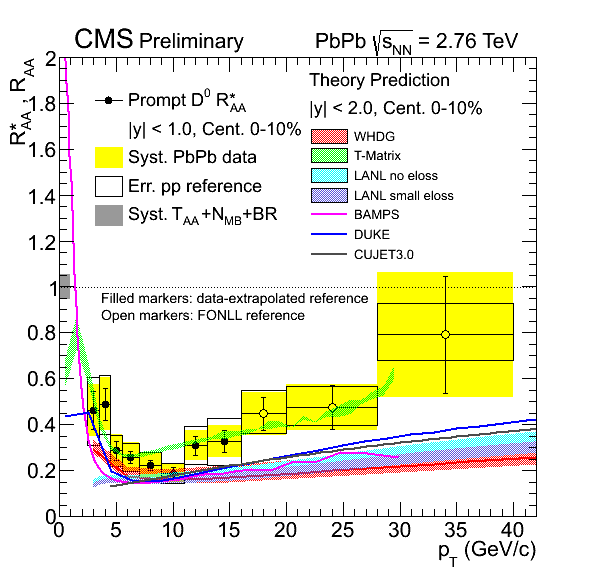 CMS Preliminary
PbPb √sNN = 2.76 TeV
R*AA, RAA
2
1.8
1.6
1.4
1.2
1
0.8
0.6
0.4
0.2
0
Prompt D0 R*AA
|y| < 1.0, Cent. 0-10%
Syst. PbPb data
Err. pp reference
Syst. TAA+NMB+BR
Theory Prediction
|y| < 2.0, Cent. 0-10%
WHDG
T-Matrix
LANL no eloss
LANL small eloss
BAMPS
DUKE
CUJET3.0
Filled markers: data-extrapolated reference
Open markers: FONLL reference
0 5 10 15 20 25 30 35 40
pT (GeV/c)